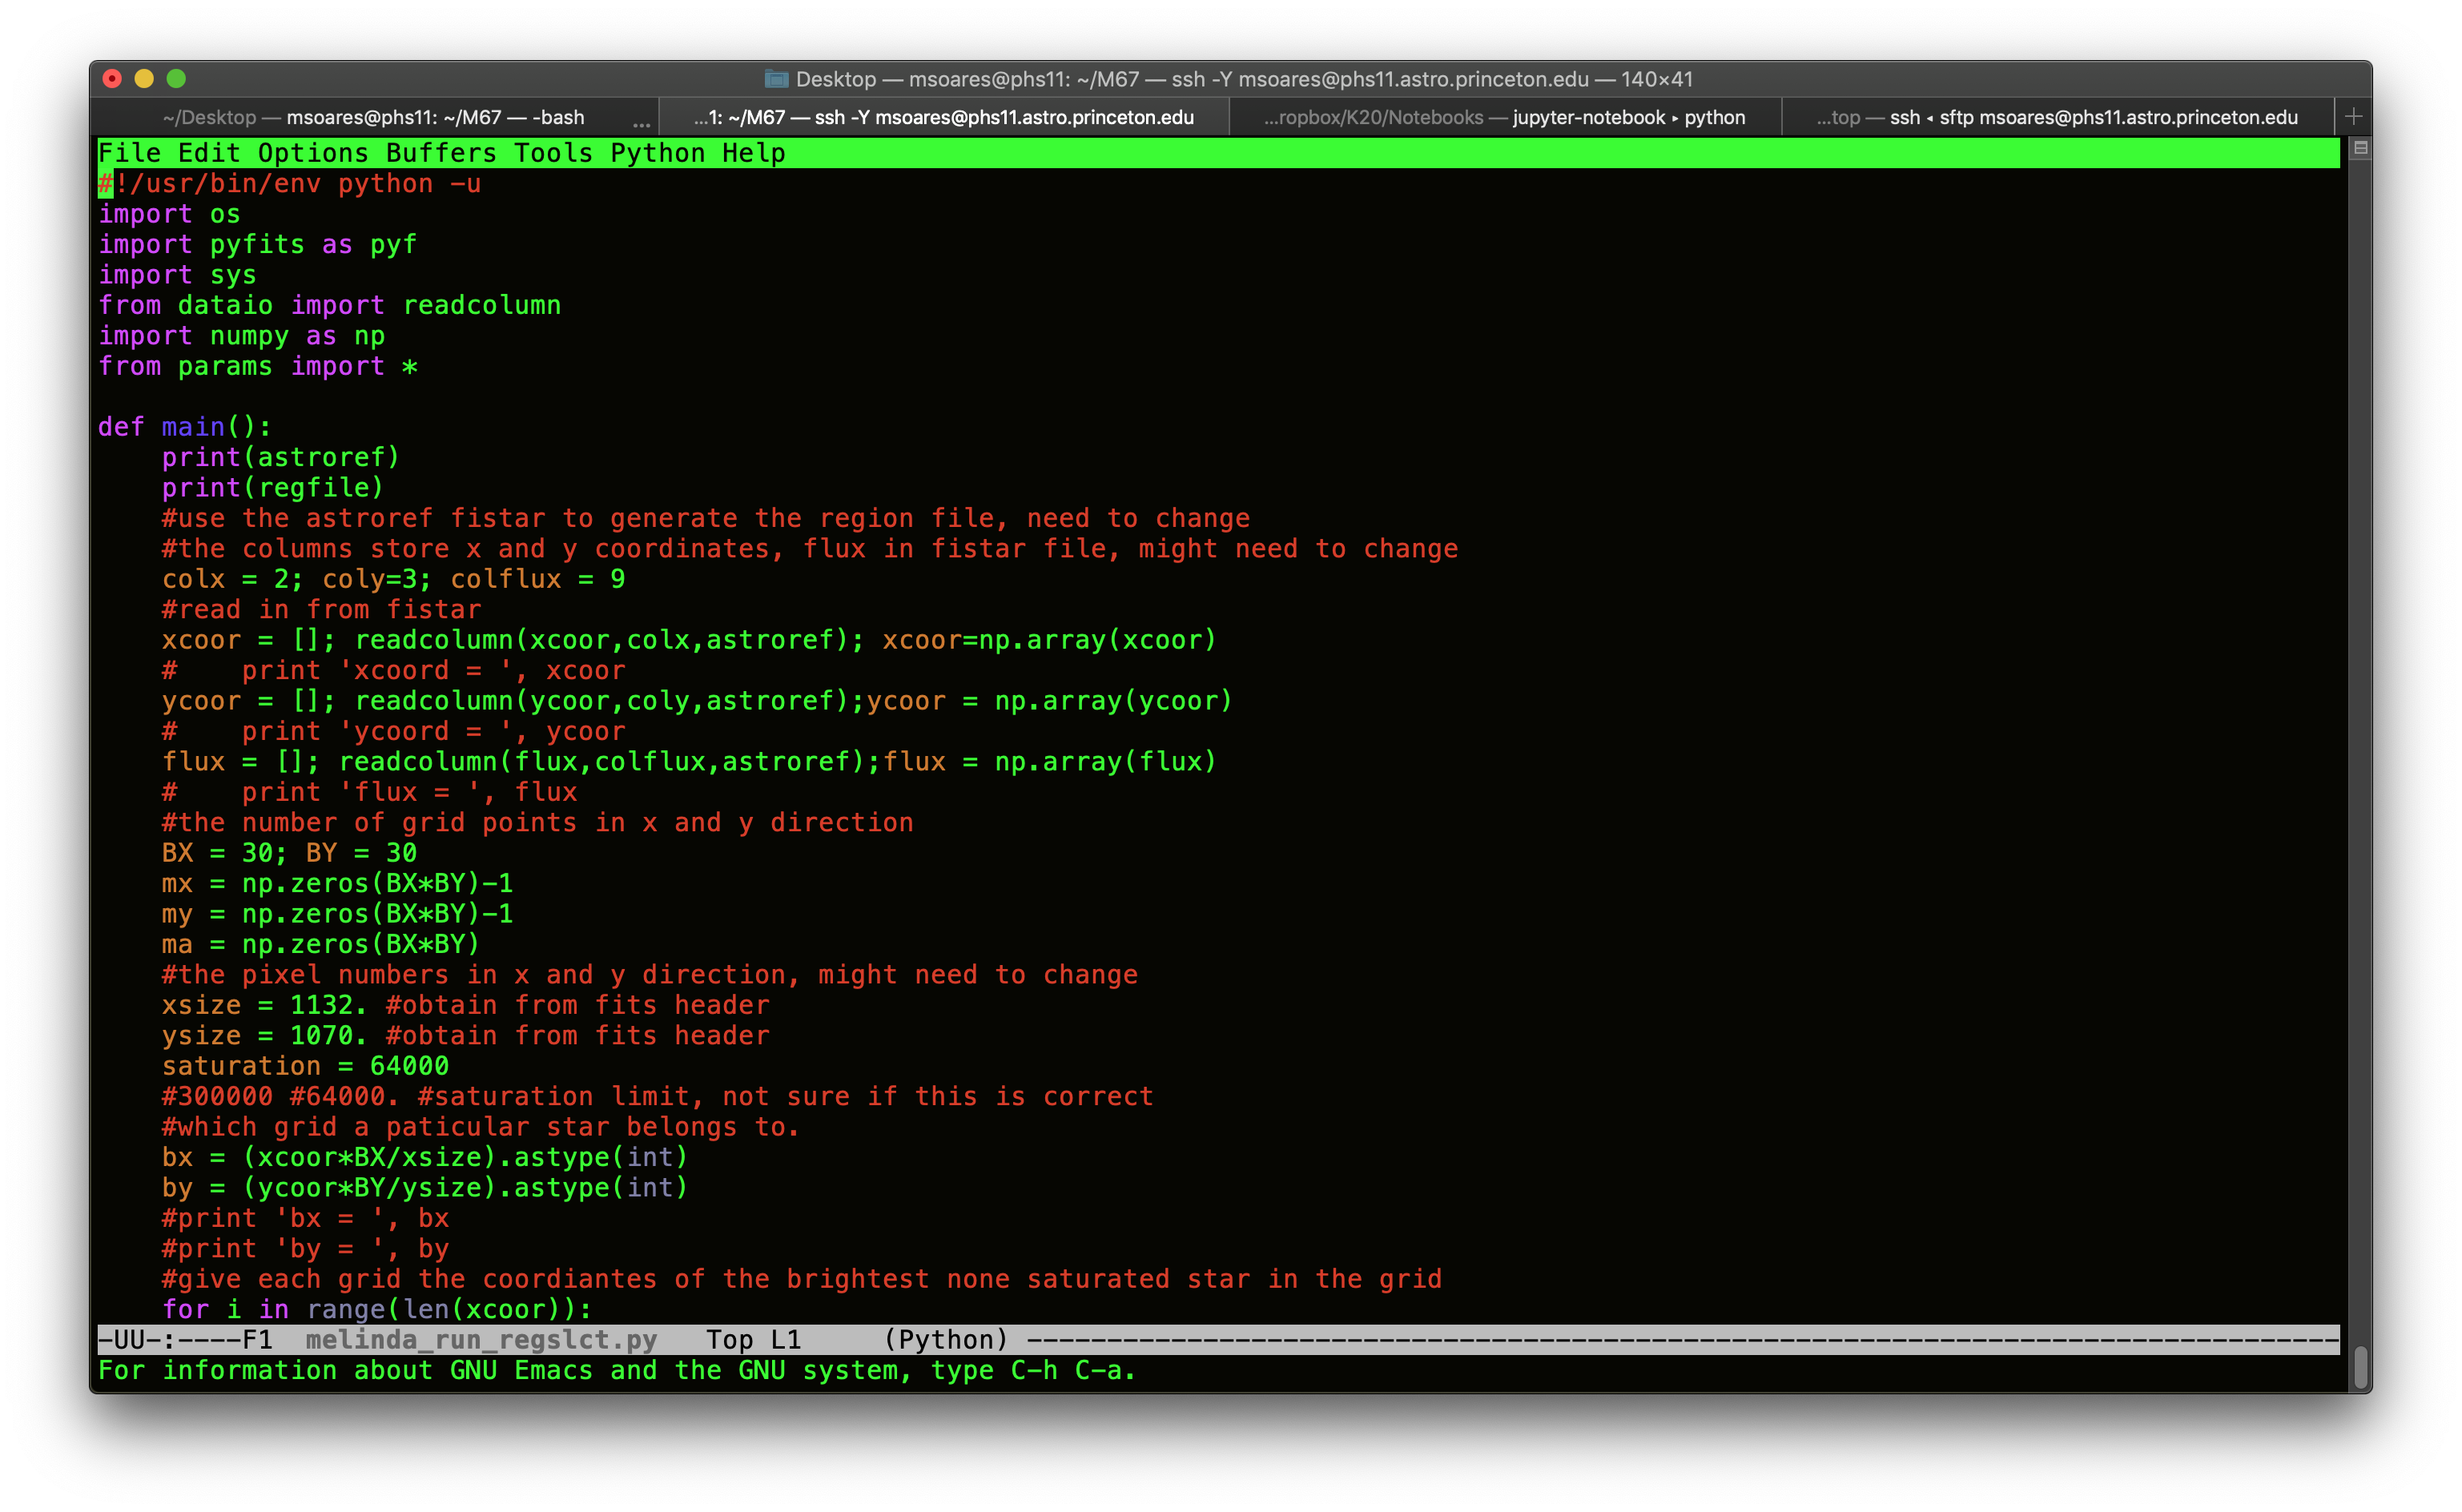 Desktop — msoares@phs11: ~/M67 — ssh -Y msoares@phs11.astro.princeton.edu — 140×41
~/Desktop — msoares@phs11: ~/M67 — -bash ... ...1: ~/M67 — ssh -Y msoares@phs11.astro.princeton.edu ...ropbox/K20/Notebooks — jupyter-notebook ▸ python ...top — ssh ◂ sftp msoares@phs11.astro.princeton.edu +
File Edit Options Buffers Tools Python Help
#!/usr/bin/env python -u
import os
import pyfits as pyf
import sys
from dataio import readcolumn
import numpy as np
from params import *
def main():
    print(astroref)
    print(regfile)
    #use the astroref fistar to generate the region file, need to change
    #the columns store x and y coordinates, flux in fistar file, might need to change
    colx = 2; coly=3; colflux = 9
    #read in from fistar
    xcoor = []; readcolumn(xcoor,colx,astroref); xcoor=np.array(xcoor)
    #    print 'xcoord = ', xcoor
    ycoor = []; readcolumn(ycoor,coly,astroref);ycoor = np.array(ycoor)
    #    print 'ycoord = ', ycoor
    flux = []; readcolumn(flux,colflux,astroref);flux = np.array(flux)
    #    print 'flux = ', flux
    #the number of grid points in x and y direction
    BX = 30; BY = 30
    mx = np.zeros(BX*BY)-1
    my = np.zeros(BX*BY)-1
    ma = np.zeros(BX*BY)
    #the pixel numbers in x and y direction, might need to change
    xsize = 1132. #obtain from fits header
    ysize = 1070. #obtain from fits header
    saturation = 64000
    #300000 #64000. #saturation limit, not sure if this is correct
    #which grid a paticular star belongs to.
    bx = (xcoor*BX/xsize).astype(int)
    by = (ycoor*BY/ysize).astype(int)
    #print 'bx = ', bx
    #print 'by = ', by
    #give each grid the coordiantes of the brightest none saturated star in the grid
    for i in range(len(xcoor)):
-UU-:----F1  melinda_run_regslct.py   Top L1     (Python) ----------------------------------------------------------------------------------
For information about GNU Emacs and the GNU system, type C-h C-a.